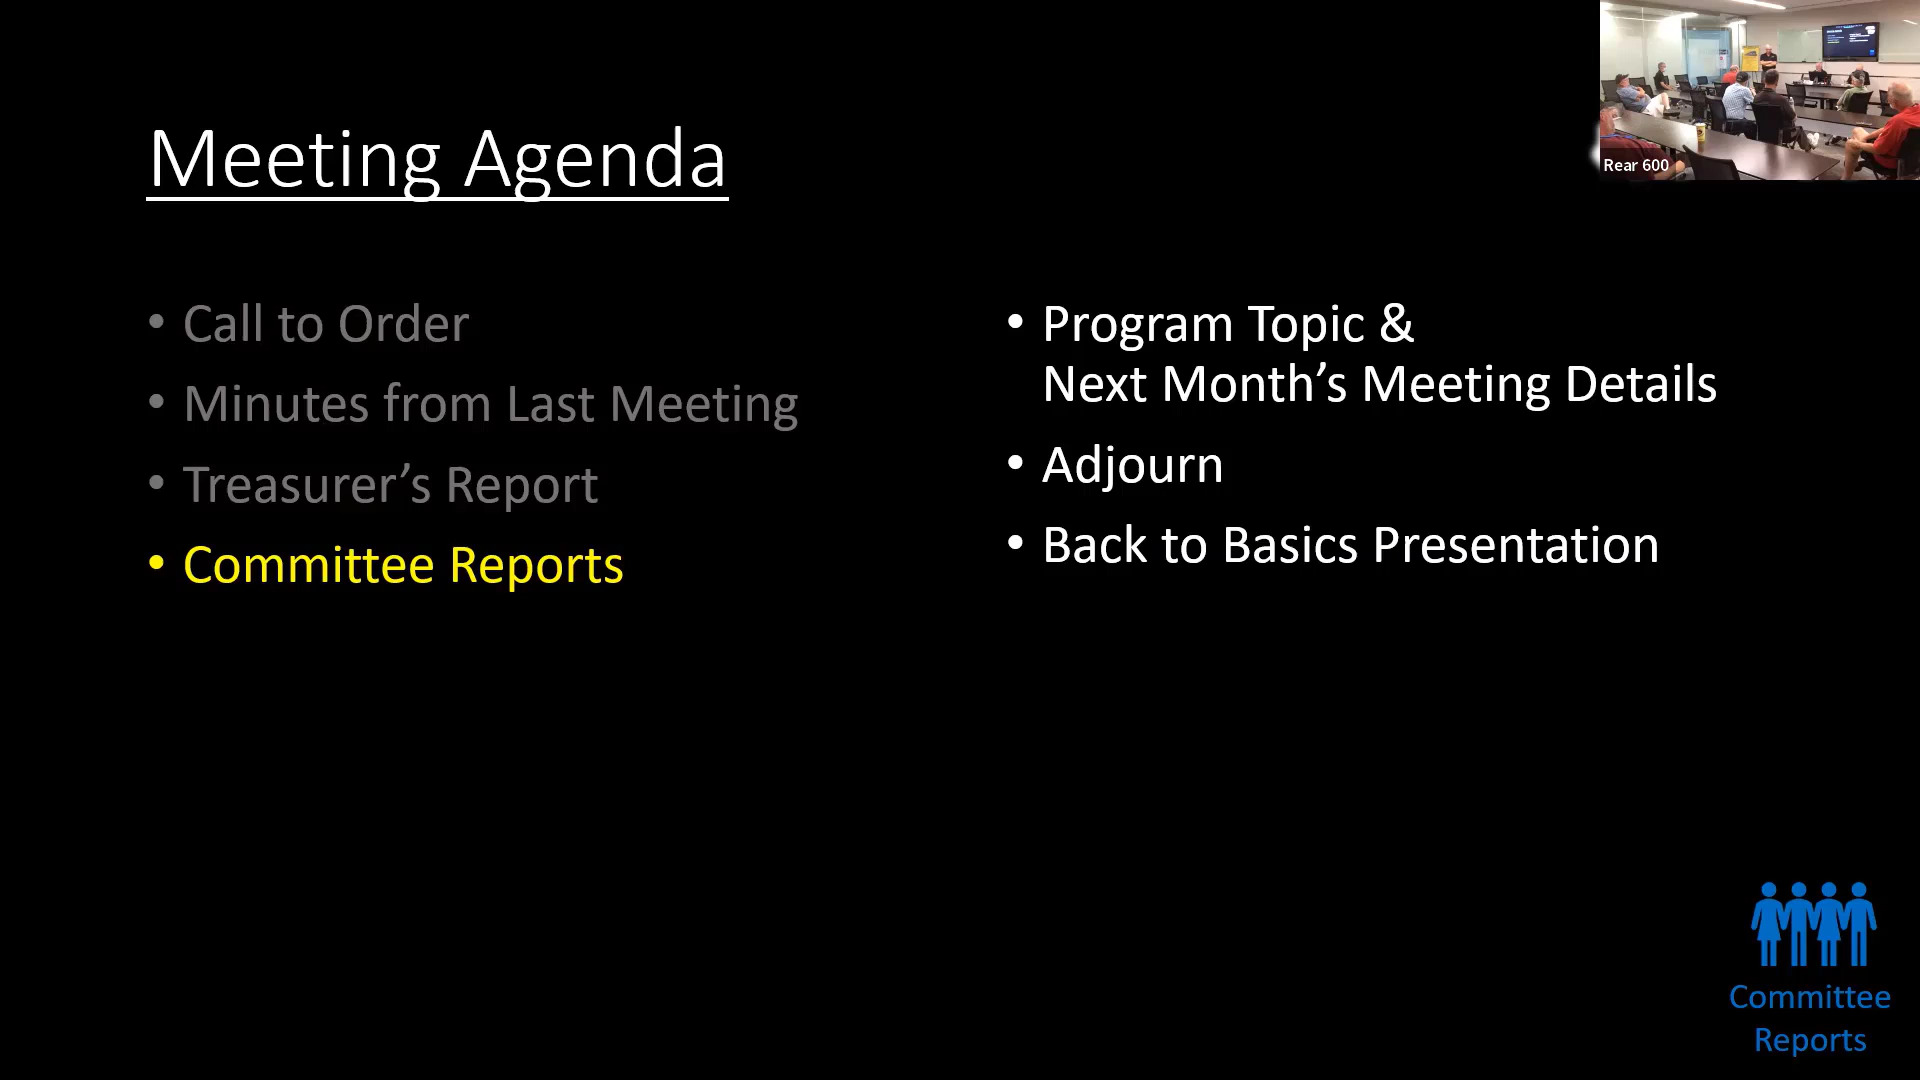 Meeting Agenda
• Call to Order
• Minutes from Last Meeting
• Treasurer’s Report
• Committee Reports
• Program Topic &
Next Month’s Meeting Details
• Adjourn
• Back to Basics Presentation
Rear 600
Committee
Reports